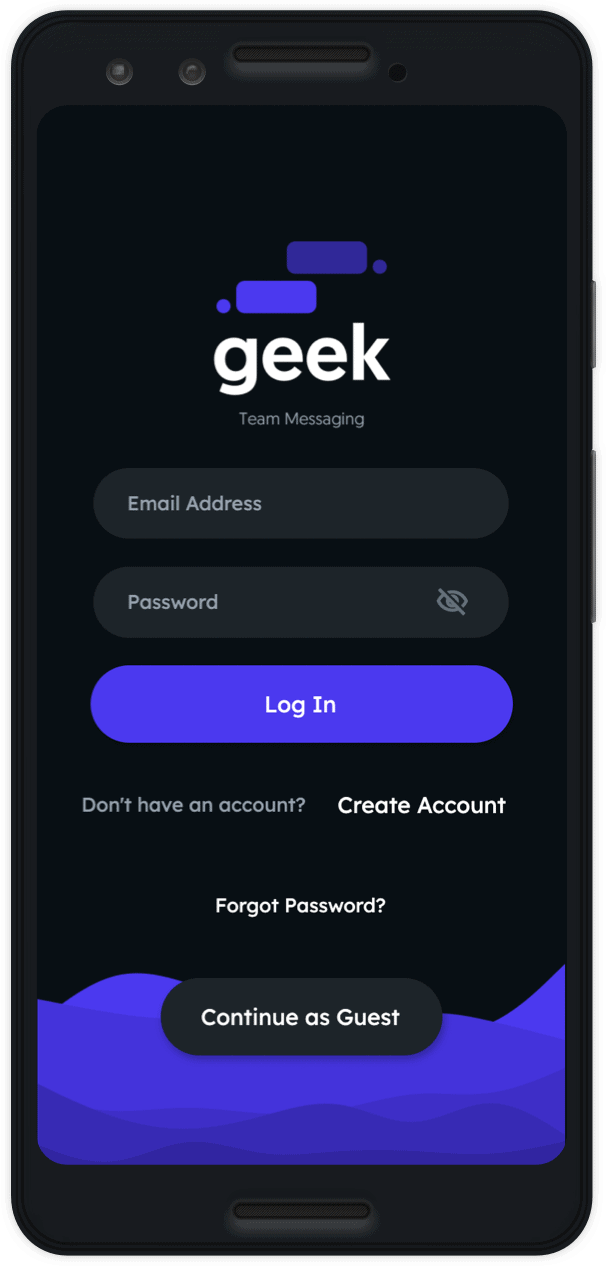 geek
Team Messaging
Email Address
Password
Log In
Don't have an account? Create Account
Forgot Password?
Continue as Guest